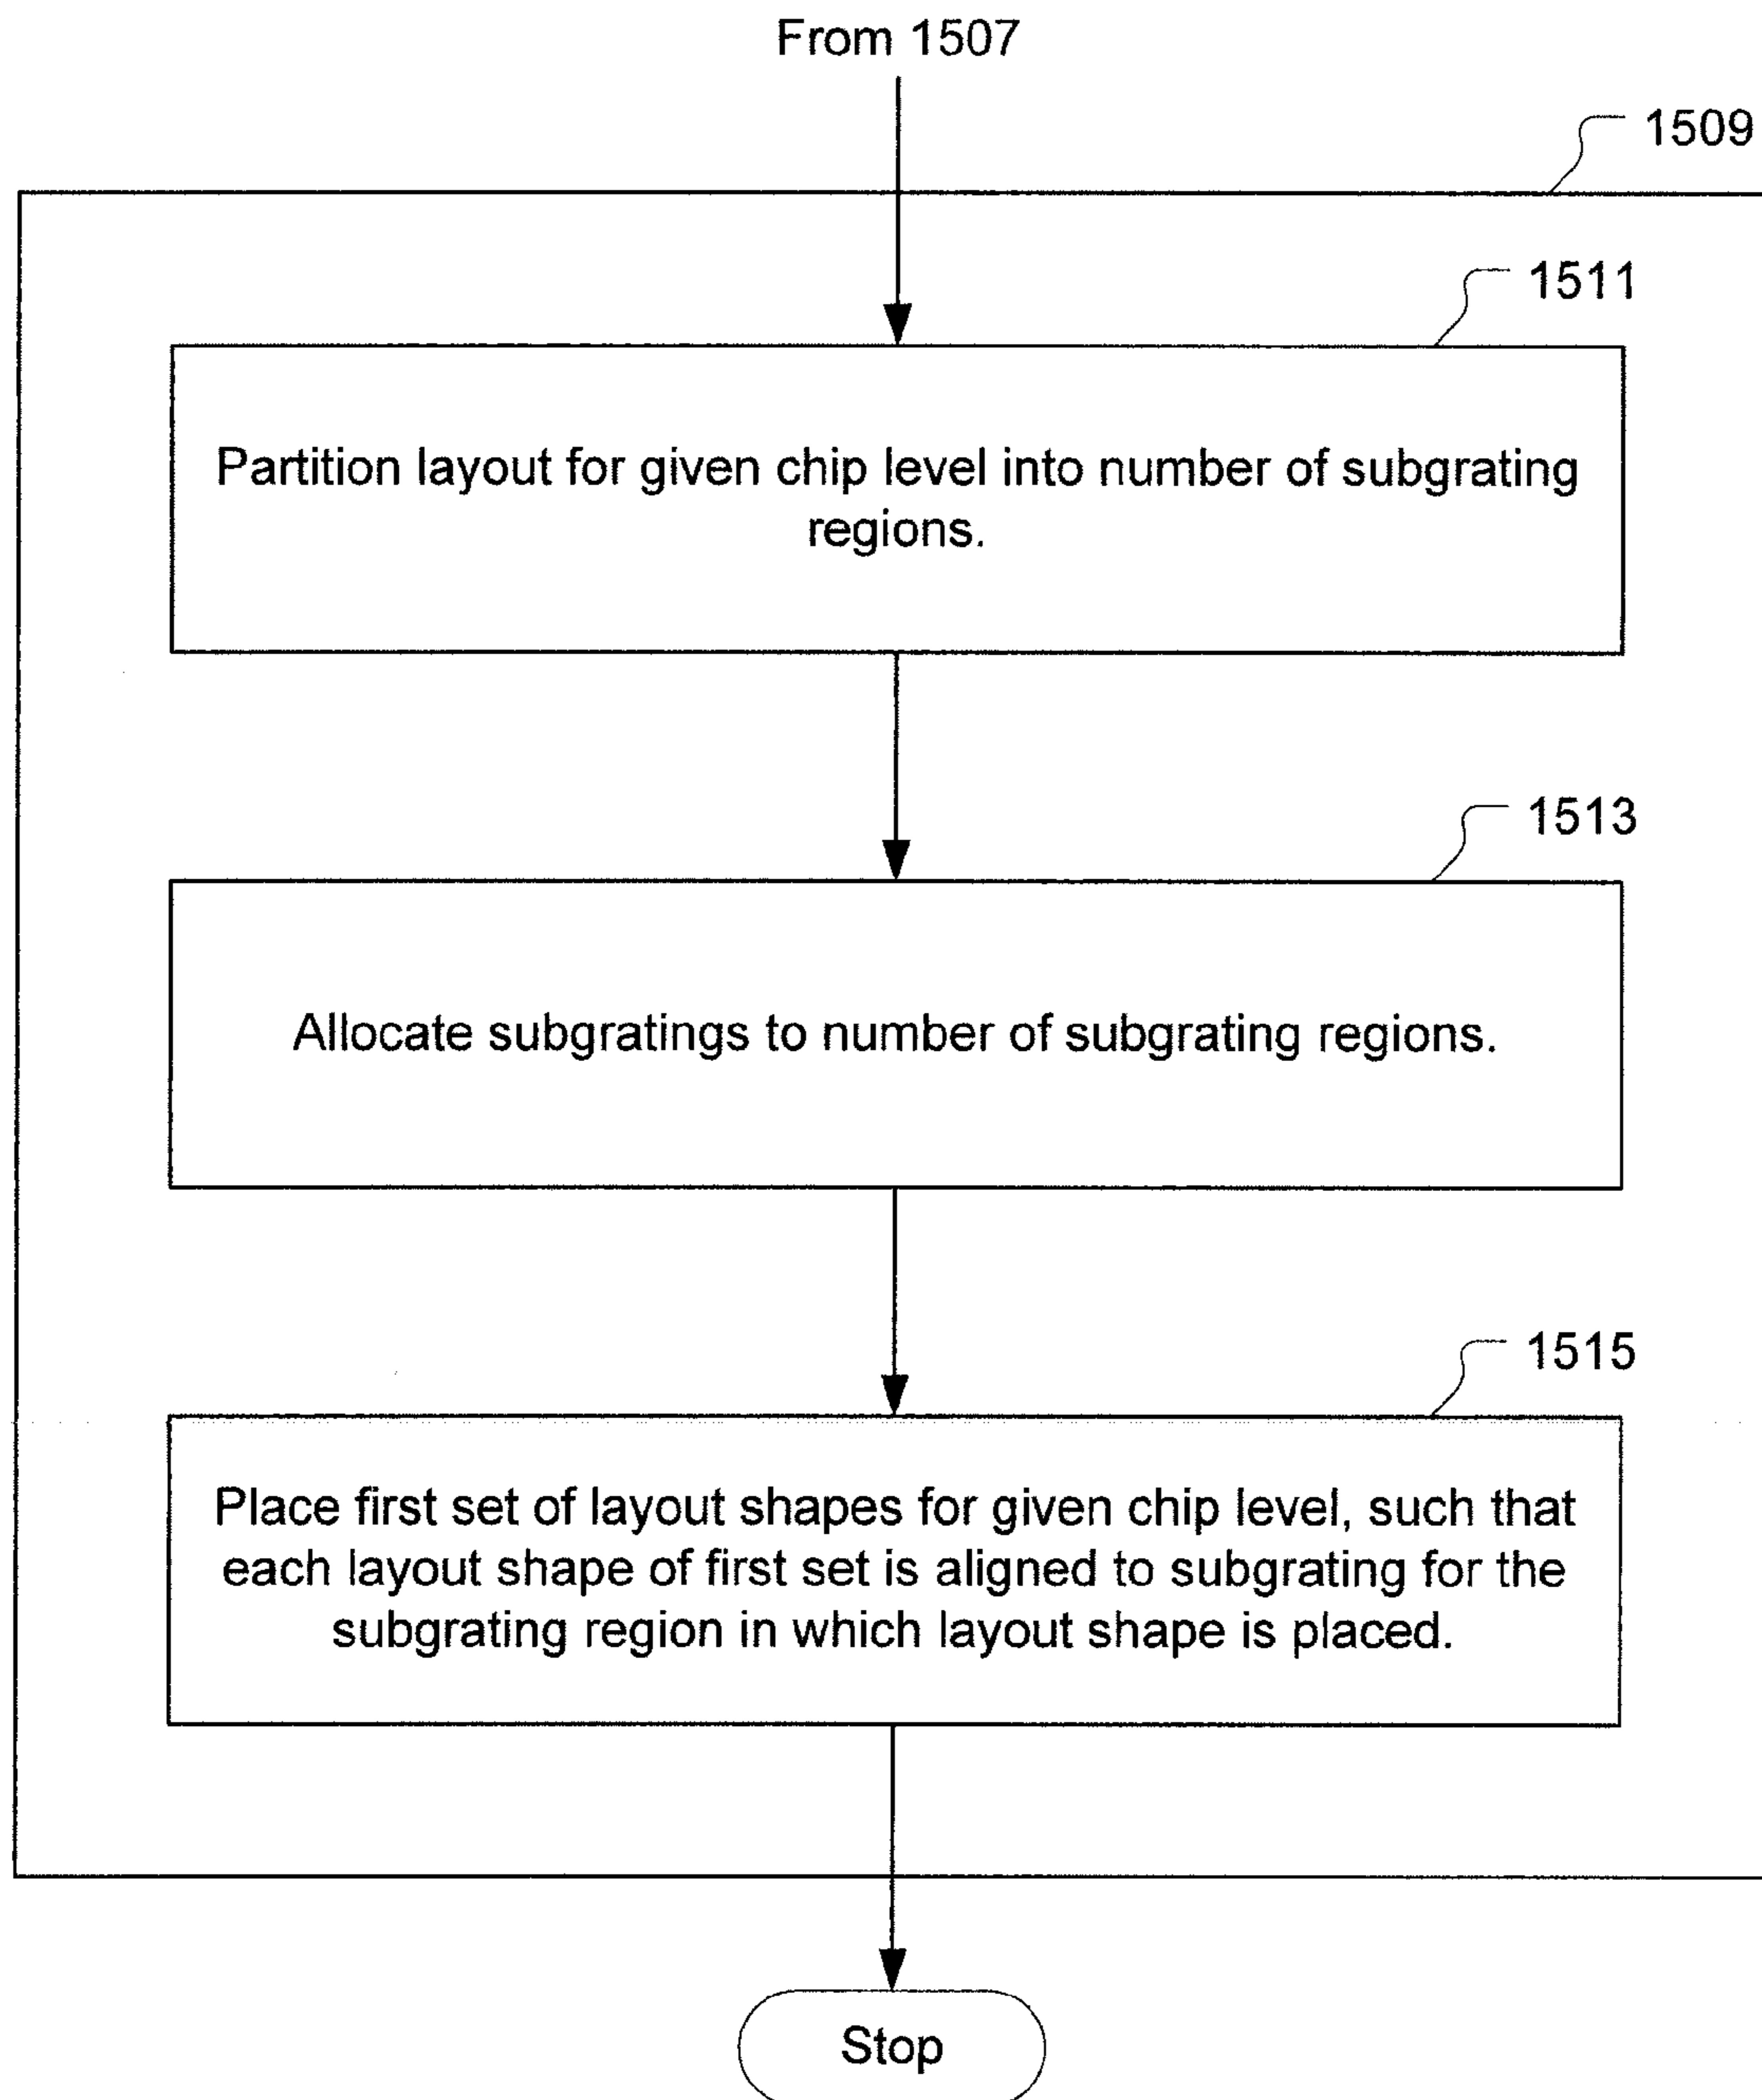 From 1507
1509
1511
Partition layout for given chip level into number of subgrating
regions.
1513
Allocate subgratings to number of subgrating regions.
1515
Place first set of layout shapes for given chip level, such that
each layout shape of first set is aligned to subgrating for the
subgrating region in which layout shape is placed.
Stop